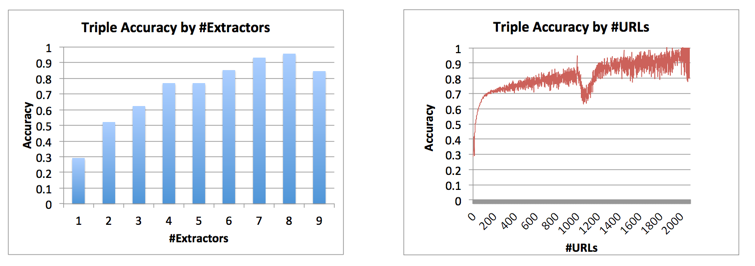 Triple Accuracy by #Extractors
1
0.9
0.8
0.7
0.6
0.5
0.4
0.3
0.2
0.1
0
Accuracy
1 2 3 4 5 6 7 8 9
#Extractors
Triple Accuracy by #URLs
1
0.9
0.8
0.7
0.6
0.5
0.4
0.3
0.2
0.1
0
Accuracy
0 200 400 600 800 1000 1200 1400 1600 1800 2000
#URLs